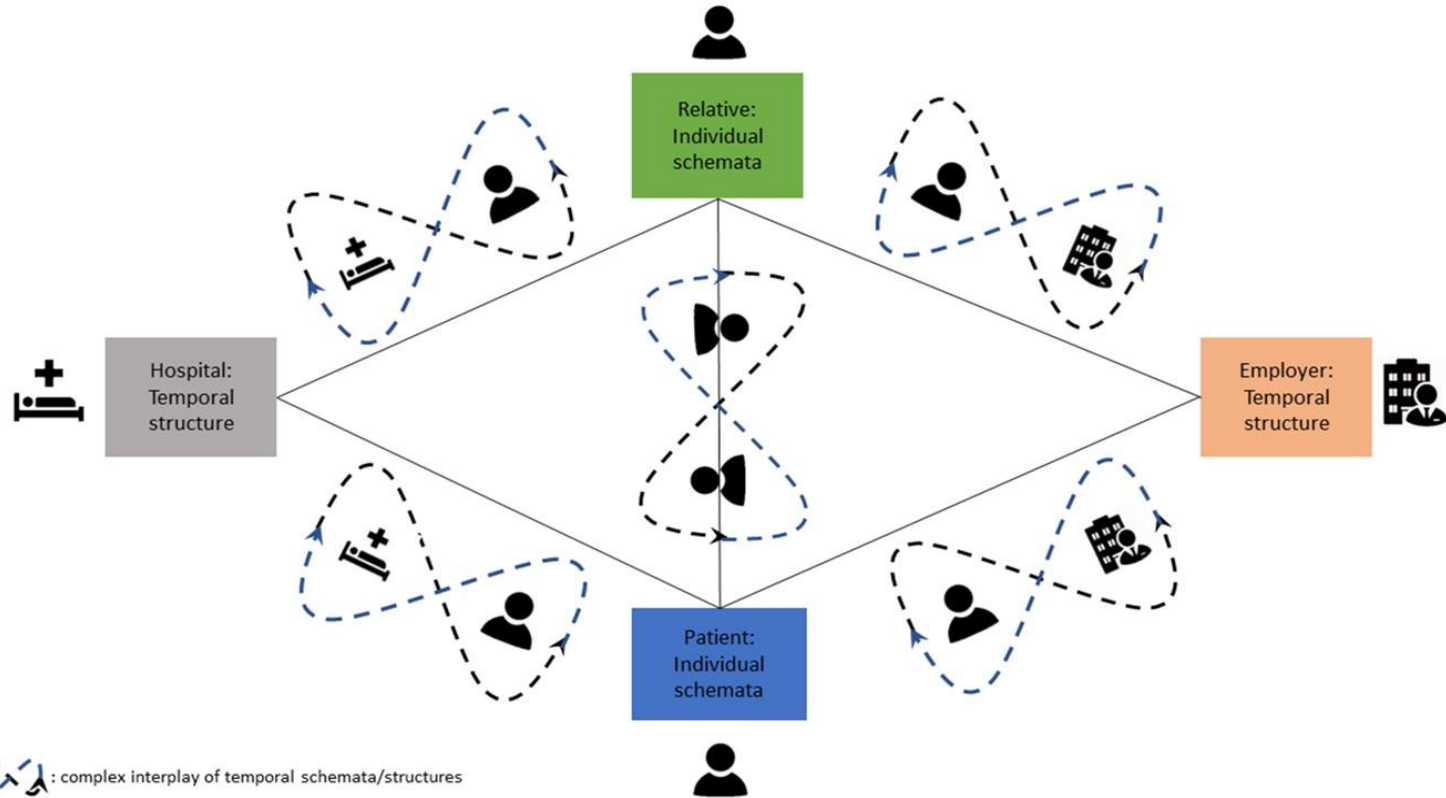 Relative:
Individual
schemata
Hospital:
Temporal
structure
Employer:
Temporal
structure
Patient:
Individual
schemata
: complex interplay of temporal schemata/structures